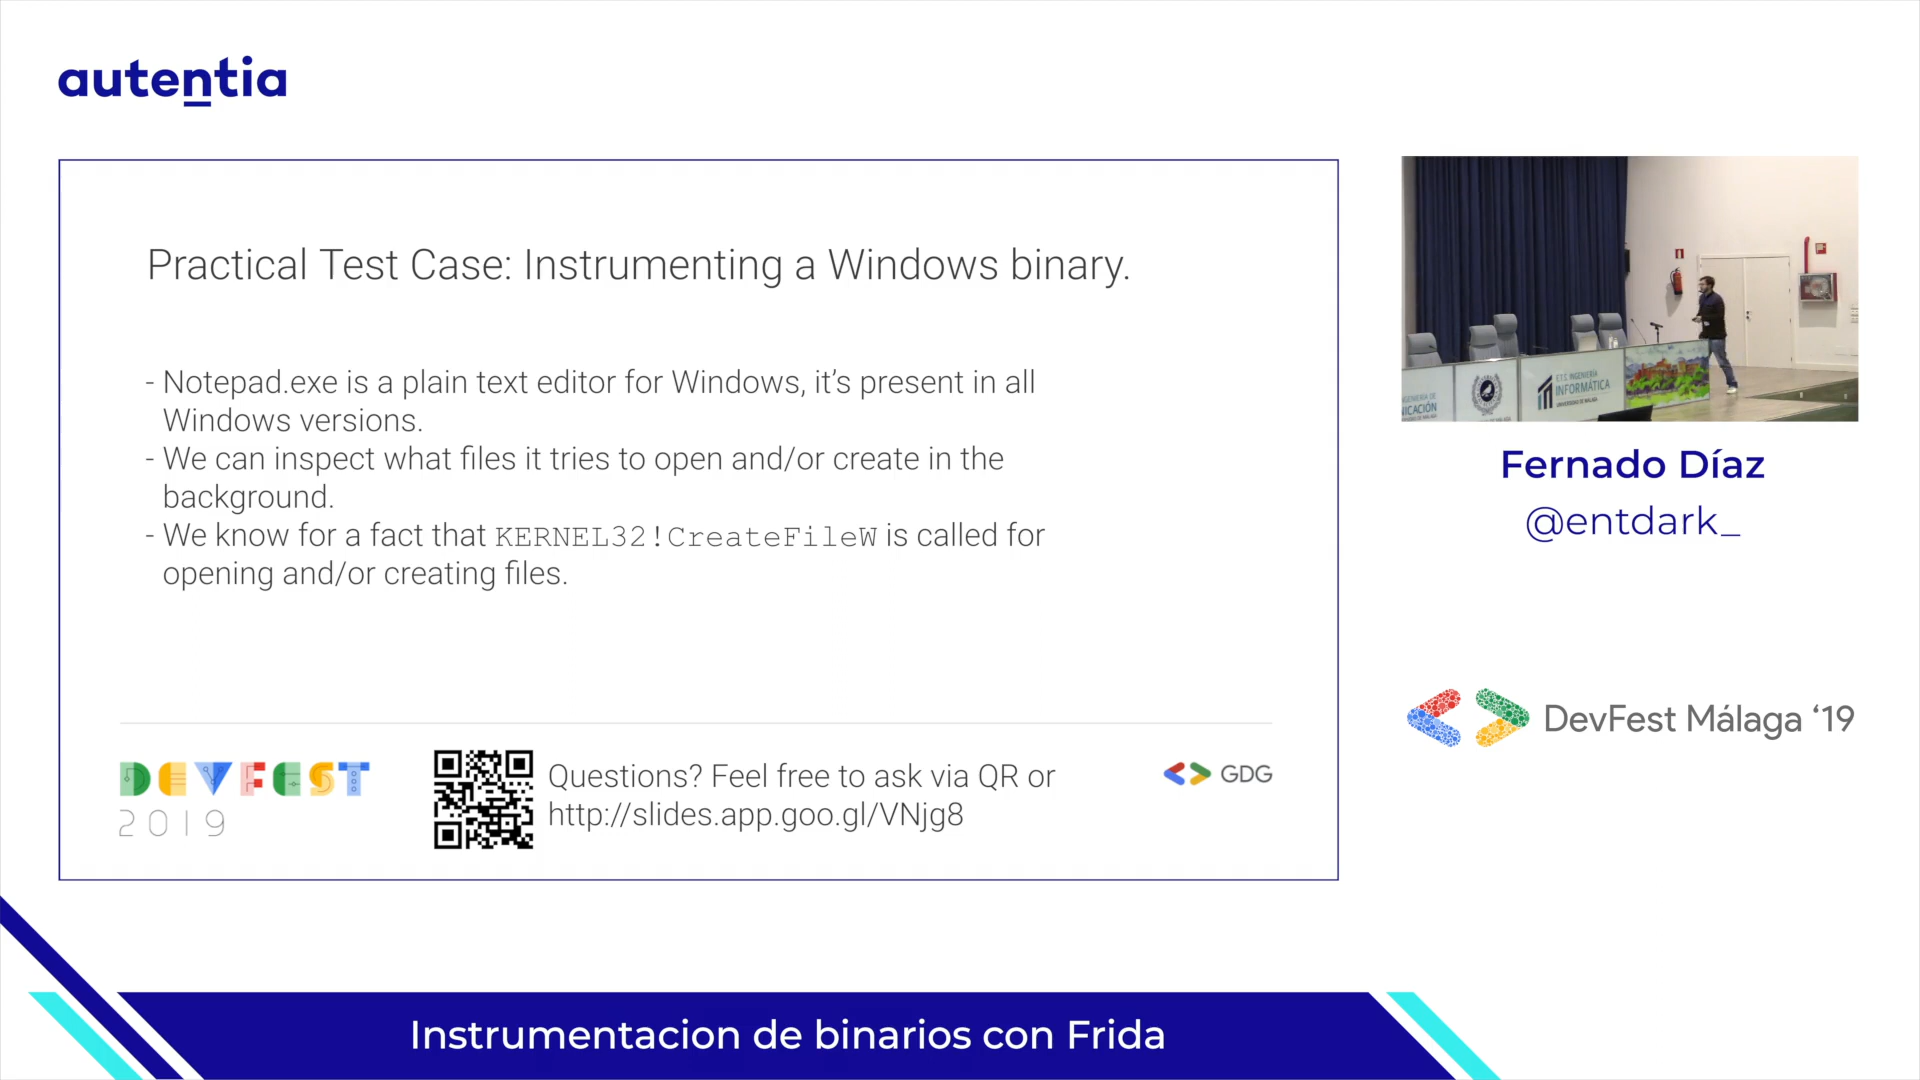 autentia
Practical Test Case: Instrumenting a Windows binary.
- Notepad.exe is a plain text editor for Windows, it’s present in all
Windows versions.
- We can inspect what files it tries to open and/or create in the
background.
- We know for a fact that KERNEL32!CreateFileW is called for
opening and/or creating files.
DEVFEST
2019
Questions? Feel free to ask via QR or
http://slides.app.goo.gl/VNjg8
GDG
E.T.S. INGENIERÍA
INFORMÁTICA
UNIVERSIDAD DE MÁLAGA
Fernado Díaz
@entdark_
DevFest Málaga ‘19
Instrumentacion de binarios con Frida